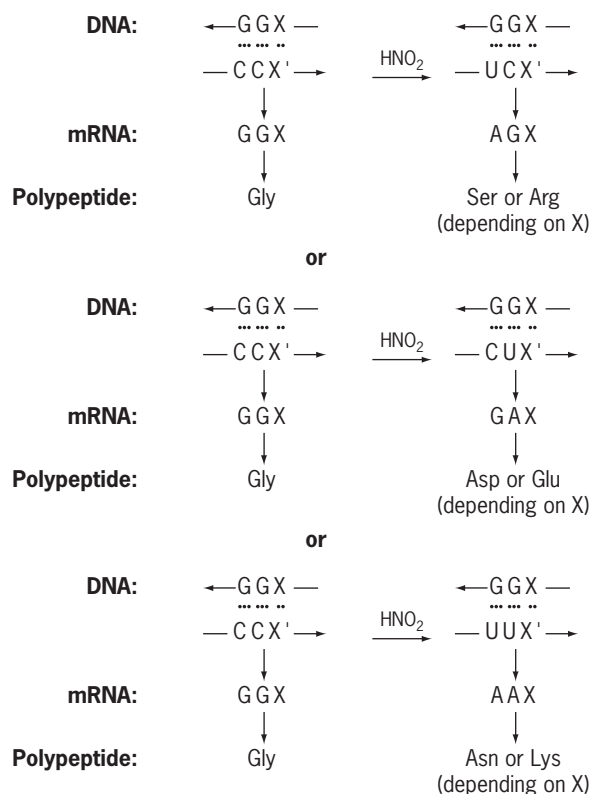 DNA: G G X G G X
C C X ' HNO2 U C X '
mRNA: G G X A G X
Polypeptide: Gly Ser or Arg
(depending on X)
or
DNA: G G X G G X
C C X ' HNO2 C U X '
mRNA: G G X G A X
Polypeptide: Gly Asp or Glu
(depending on X)
or
DNA: G G X G G X
C C X ' HNO2 U U X '
mRNA: G G X A A X
Polypeptide: Gly Asn or Lys
(depending on X)